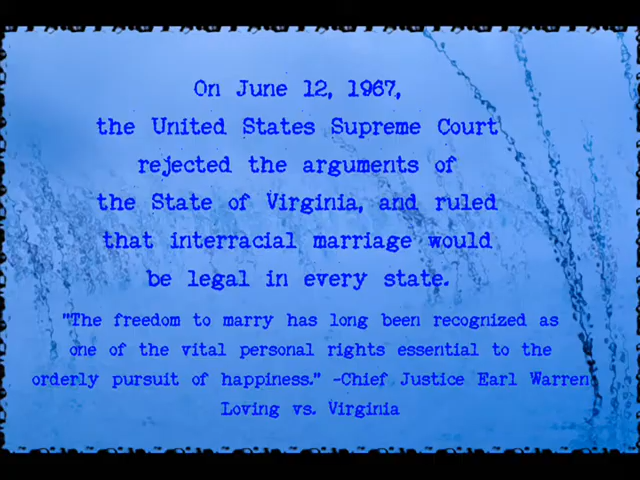 On June 12, 1967,
the United States Supreme Court
rejected the arguments of
the State of Virginia, and ruled
that interracial marriage would
be legal in every state.
"The freedom to marry has long been recognized as
one of the vital personal rights essential to the
orderly pursuit of happiness." -Chief Justice Earl Warren
Loving vs. Virginia